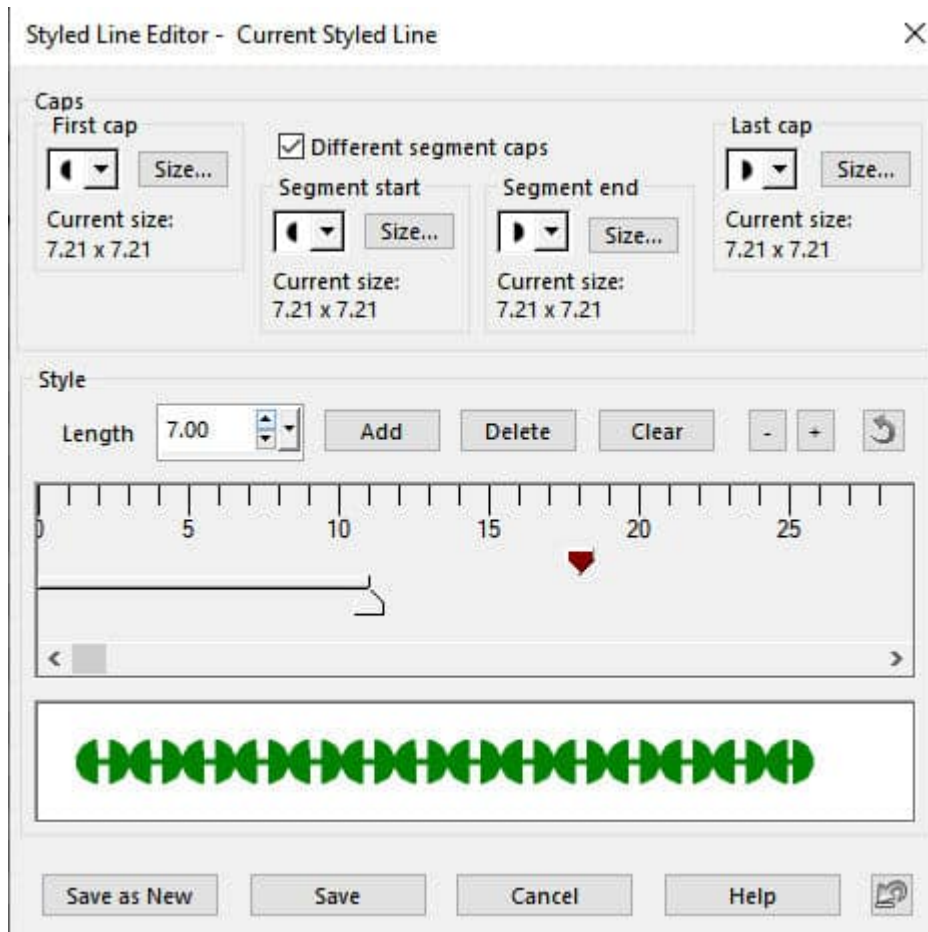 Styled Line Editor - Current Styled Line
Caps
First cap
Size...
Current size:
7.21 x 7.21
Different segment caps
Segment start
Size...
Current size:
7.21 x 7.21
Segment end
Size...
Current size:
7.21 x 7.21
Last cap
Size...
Current size:
7.21 x 7.21
Style
Length 7.00 Add Delete Clear - +
0 5 10 15 20 25
Save as New Save Cancel Help